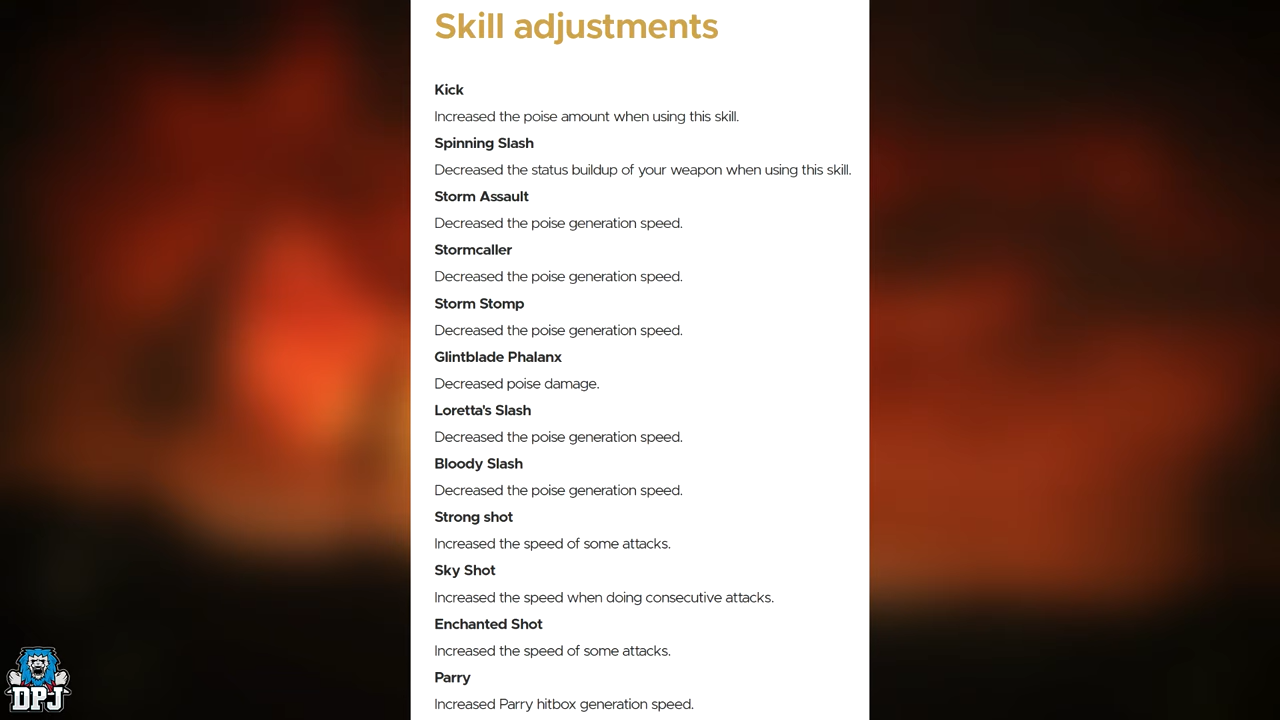 Skill adjustments
Kick
Increased the poise amount when using this skill.
Spinning Slash
Decreased the status buildup of your weapon when using this skill.
Storm Assault
Decreased the poise generation speed.
Stormcaller
Decreased the poise generation speed.
Storm Stomp
Decreased the poise generation speed.
Glintblade Phalanx
Decreased poise damage.
Loretta's Slash
Decreased the poise generation speed.
Bloody Slash
Decreased the poise generation speed.
Strong shot
Increased the speed of some attacks.
Sky Shot
Increased the speed when doing consecutive attacks.
Enchanted Shot
Increased the speed of some attacks.
Parry
Increased Parry hitbox generation speed.
DPJ